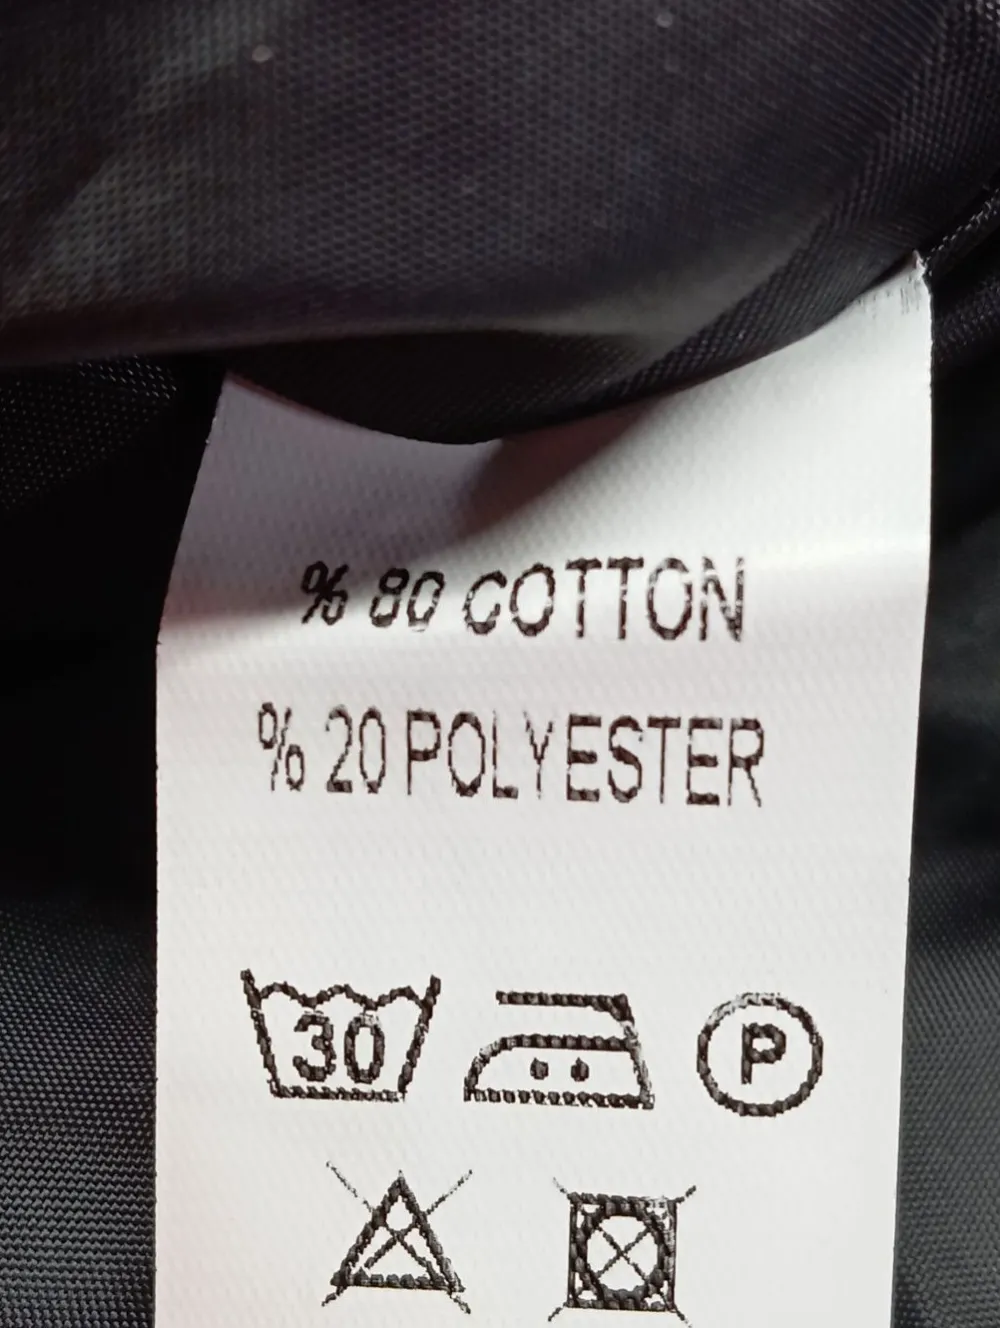 % 80 COTTON
% 20 POLYESTER
30 P